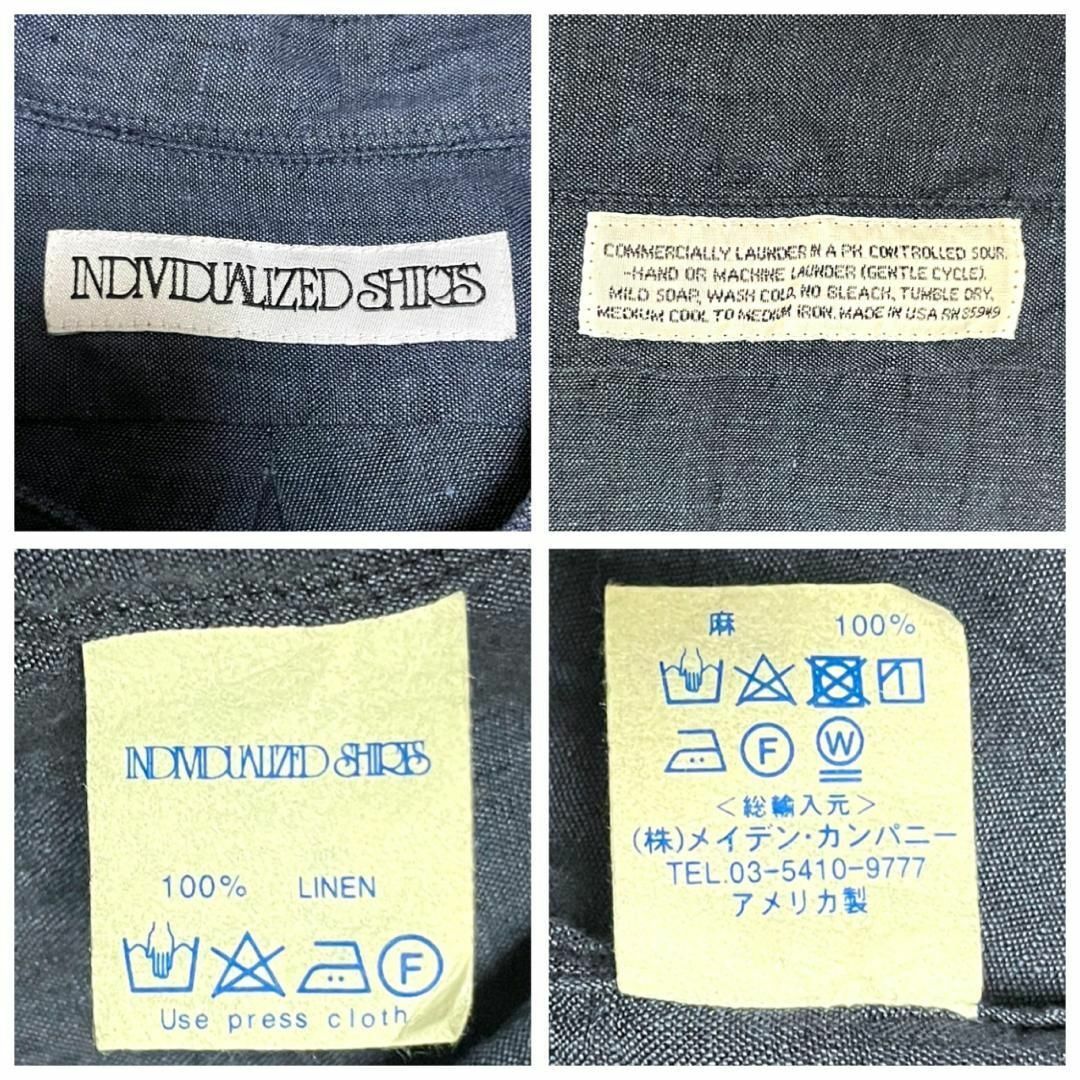 INDIVIDUALIZED SHIRTS
COMMERCIALLY LAUNDER IN A PH. CONTROLLED SOUR.
-HAND OR MACHINE LAUNDER (GENTLE CYCLE).
MILD SOAP, WASH COLD, NO BLEACH, TUMBLE DRY,
MEDIUM COOL TO MEDIUM IRON. MADE IN USA RN 85949
INDIVIDUALIZED SHIRTS
100% LINEN
F
Use press cloth
麻 100%
F W
<総輸入元>
(株)メイデン・カンパニー
TEL.03-5410-9777
アメリカ製